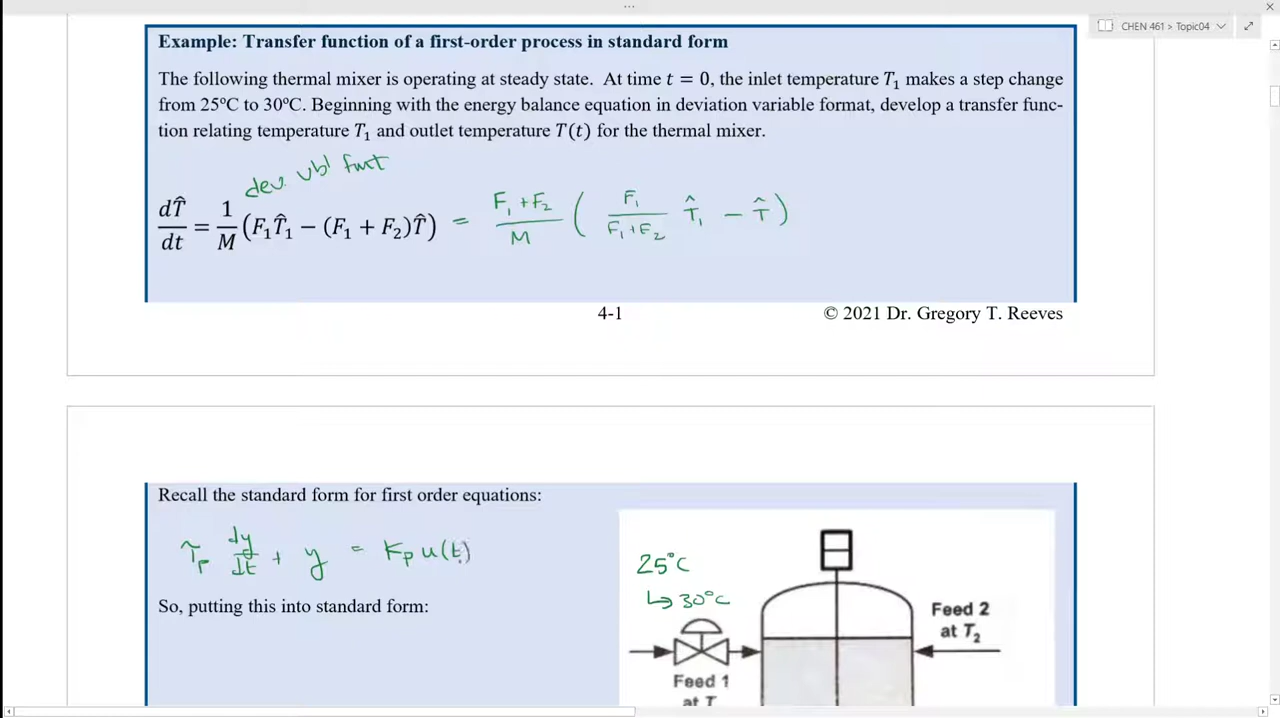 CHEN 461 > Topic04
Example: Transfer function of a first-order process in standard form
The following thermal mixer is operating at steady state. At time t = 0, the inlet temperature T₁ makes a step change
from 25ºC to 30ºC. Beginning with the energy balance equation in deviation variable format, develop a transfer func-
tion relating temperature T₁ and outlet temperature T(t) for the thermal mixer.
dev. vbl fmt
dT̂/dt = 1/M (F₁T̂₁ − (F₁ + F₂)T̂) = (F₁+F₂)/M ( F₁/(F₁+F₂) T̂₁ − T̂ )
4-1
© 2021 Dr. Gregory T. Reeves
Recall the standard form for first order equations:
τₚ dy/dt + y = Kₚ u(t)
25°C
↳ 30°C
So, putting this into standard form:
Feed 2
at T₂
Feed 1
at T